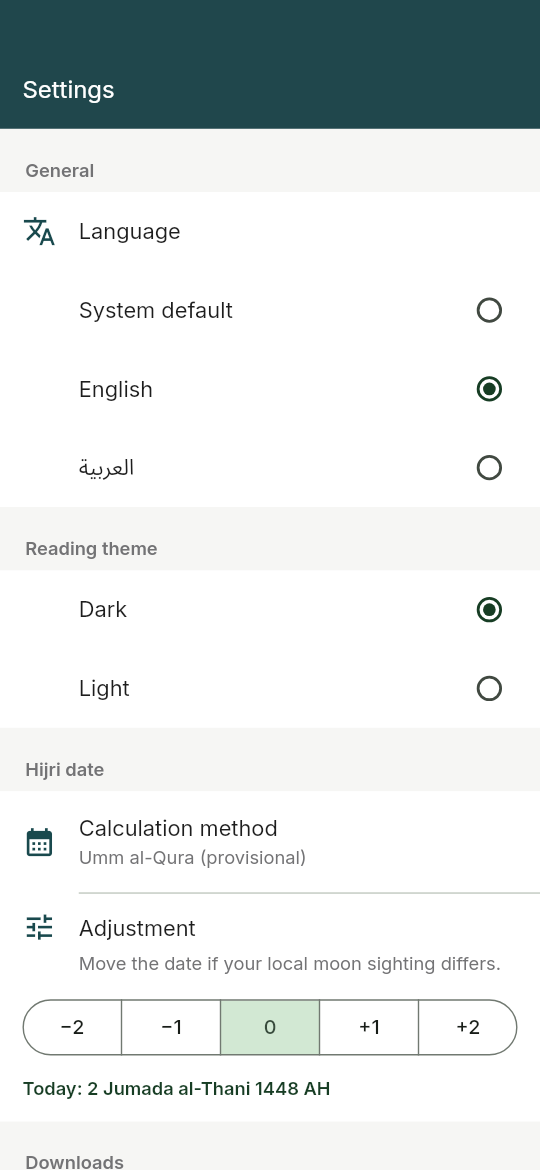 Settings
General
Language
System default
English
العربية
Reading theme
Dark
Light
Hijri date
Calculation method
Umm al-Qura (provisional)
Adjustment
Move the date if your local moon sighting differs.
−2 −1 0 +1 +2
Today: 2 Jumada al-Thani 1448 AH
Downloads